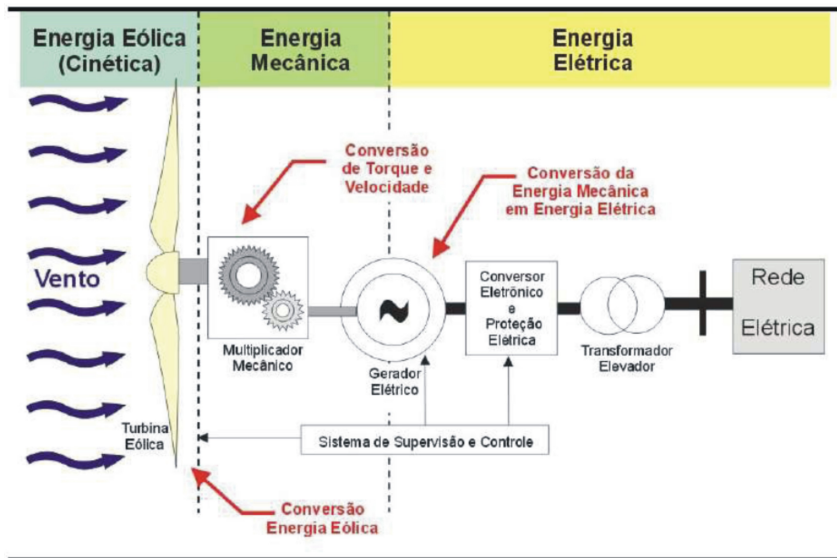 Energia Eólica
(Cinética)
Energia
Mecânica
Energia
Elétrica
Conversão
de Torque e
Velocidade
Conversão da
Energia Mecânica
em Energia Elétrica
Vento
Conversor
Eletrônico
e
Proteção
Elétrica
Rede
Elétrica
Multiplicador
Mecânico
Gerador
Elétrico
Transformador
Elevador
Turbina
Eólica
Sistema de Supervisão e Controle
Conversão
Energia Eólica